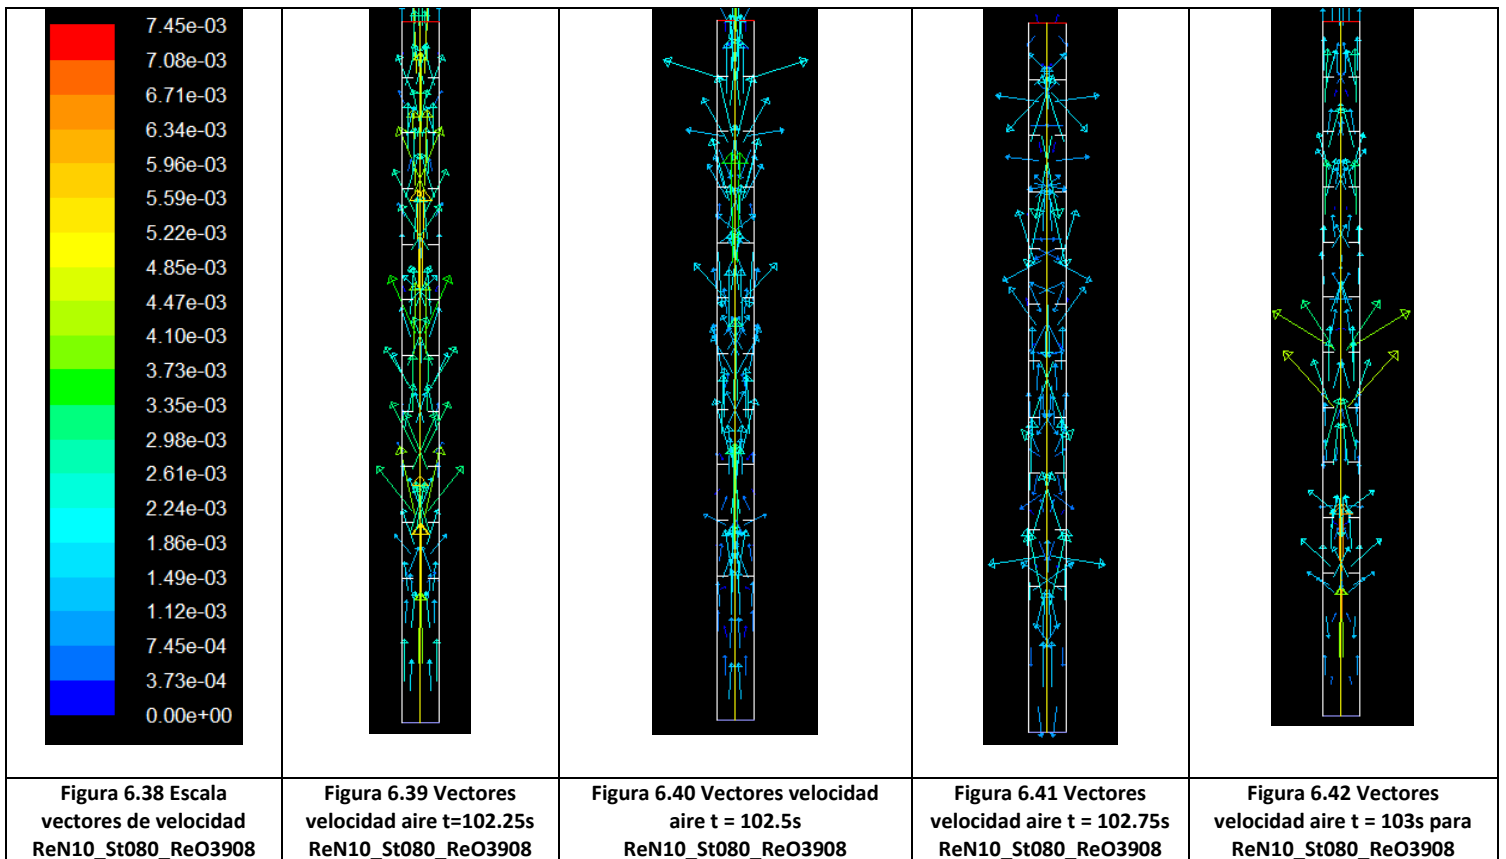 7.45e-03
7.08e-03
6.71e-03
6.34e-03
5.96e-03
5.59e-03
5.22e-03
4.85e-03
4.47e-03
4.10e-03
3.73e-03
3.35e-03
2.98e-03
2.61e-03
2.24e-03
1.86e-03
1.49e-03
1.12e-03
7.45e-04
3.73e-04
0.00e+00
Figura 6.38 Escala
vectores de velocidad
ReN10_St080_ReO3908
Figura 6.39 Vectores
velocidad aire t=102.25s
ReN10_St080_ReO3908
Figura 6.40 Vectores velocidad
aire t = 102.5s
ReN10_St080_ReO3908
Figura 6.41 Vectores
velocidad aire t = 102.75s
ReN10_St080_ReO3908
Figura 6.42 Vectores
velocidad aire t = 103s para
ReN10_St080_ReO3908